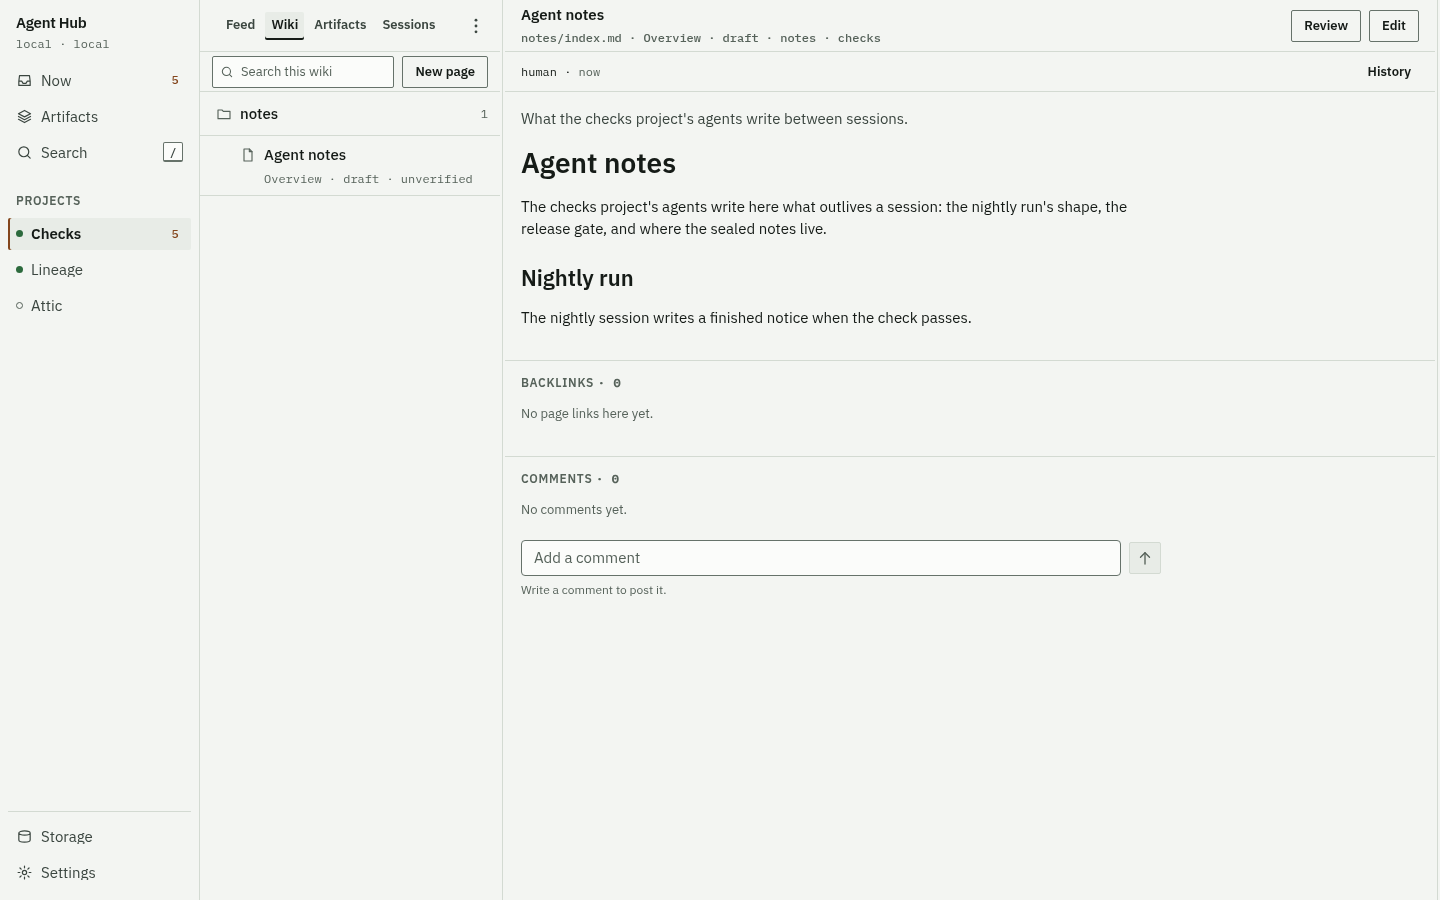 Agent Hub
local · local
Now 5
Artifacts
Search /
PROJECTS
Checks 5
Lineage
Attic
Storage
Settings
Feed Wiki Artifacts Sessions
Search this wiki New page
notes 1
Agent notes
Overview · draft · unverified
Agent notes
notes/index.md · Overview · draft · notes · checks
Review Edit
human · now History
What the checks project's agents write between sessions.
Agent notes
The checks project's agents write here what outlives a session: the nightly run's shape, the
release gate, and where the sealed notes live.
Nightly run
The nightly session writes a finished notice when the check passes.
BACKLINKS · 0
No page links here yet.
COMMENTS · 0
No comments yet.
Add a comment
Write a comment to post it.